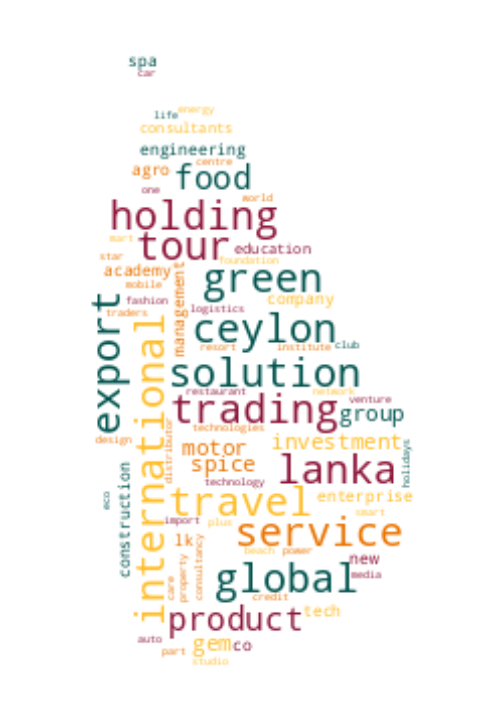 spa
car
life energy
consultants
engineering
centre
agro food
one
world
holding
mart tour education
star foundation
academy green
mobile
management
fashion company
traders logistics
export
international
ceylon
resort institute club
solution
restaurant network
trading venture
group
technologies
design distributor
motor investment
spice lanka holidays
technology
eco
construction
travel enterprise
smart
import plus
service
lk
consultancy
beach power
new
property
care
global media
credit
product tech
auto gem co
part
studio